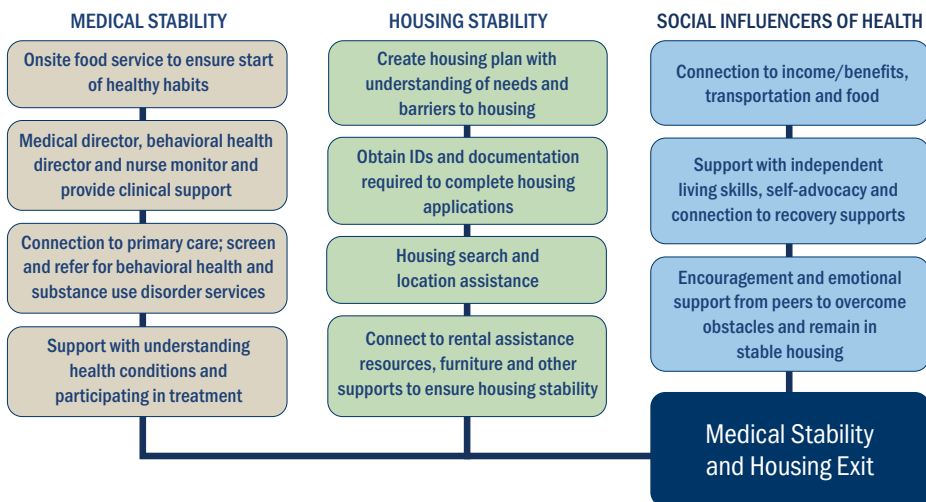 MEDICAL STABILITY
Onsite food service to ensure start
of healthy habits
Medical director, behavioral health
director and nurse monitor and
provide clinical support
Connection to primary care; screen
and refer for behavioral health and
substance use disorder services
Support with understanding
health conditions and
participating in treatment
HOUSING STABILITY
Create housing plan with
understanding of needs and
barriers to housing
Obtain IDs and documentation
required to complete housing
applications
Housing search and
location assistance
Connect to rental assistance
resources, furniture and other
supports to ensure housing stability
SOCIAL INFLUENCERS OF HEALTH
Connection to income/benefits,
transportation and food
Support with independent
living skills, self-advocacy and
connection to recovery supports
Encouragement and emotional
support from peers to overcome
obstacles and remain in
stable housing
Medical Stability
and Housing Exit